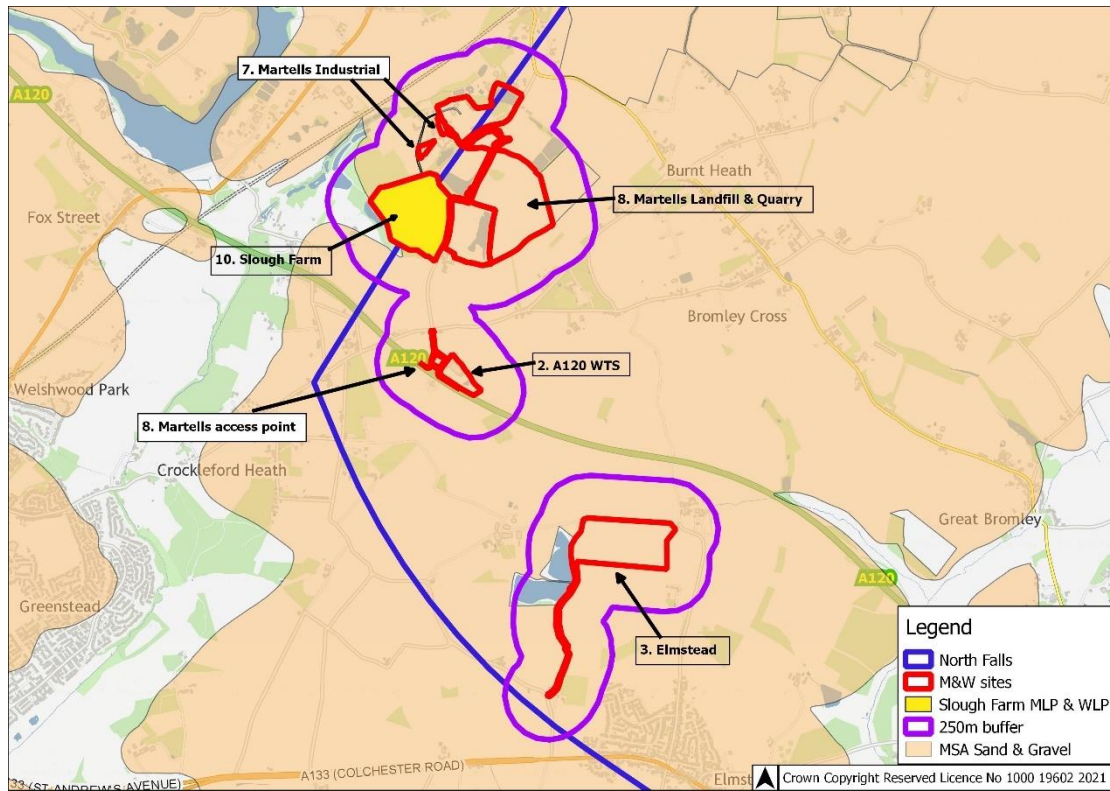 A120
7. Martells Industrial
Burnt Heath
8. Martells Landfill & Quarry
Fox Street
10. Slough Farm
Bromley Cross
A120
2. A120 WTS
Welshwood Park
8. Martells access point
Crockleford Heath
Great Bromley
A120
Greenstead
3. Elmstead
Legend
North Falls
M&W sites
Slough Farm MLP & WLP
250m buffer
MSA Sand & Gravel
A133 (COLCHESTER ROAD)
Elmst
33 (ST ANDREW'S AVENUE)
Crown Copyright Reserved Licence No 1000 19602 2021